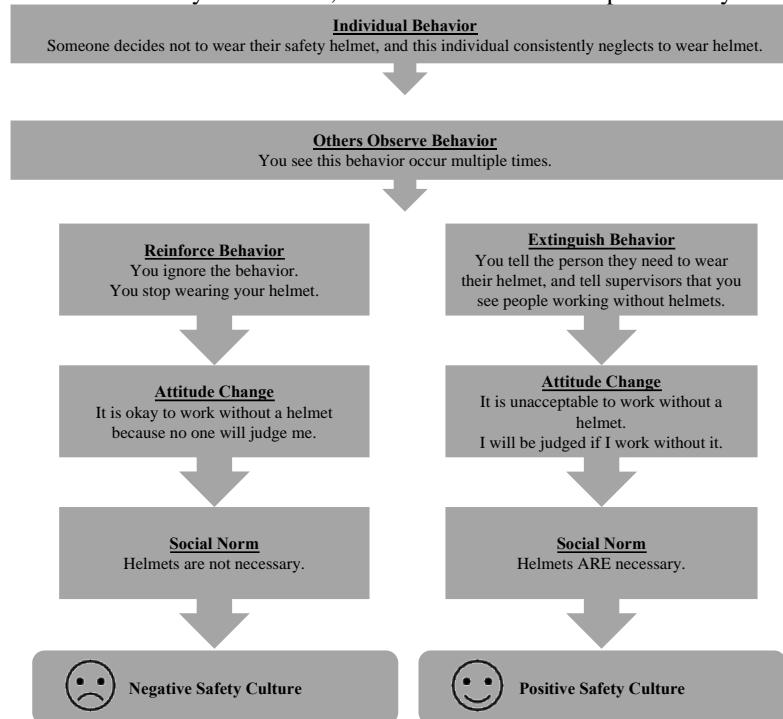 Individual Behavior
Someone decides not to wear their safety helmet, and this individual consistently neglects to wear helmet.
Others Observe Behavior
You see this behavior occur multiple times.
Reinforce Behavior
You ignore the behavior.
You stop wearing your helmet.
Extinguish Behavior
You tell the person they need to wear
their helmet, and tell supervisors that you
see people working without helmets.
Attitude Change
It is okay to work without a helmet
because no one will judge me.
Attitude Change
It is unacceptable to work without a
helmet.
I will be judged if I work without it.
Social Norm
Helmets are not necessary.
Social Norm
Helmets ARE necessary.
Negative Safety Culture
Positive Safety Culture